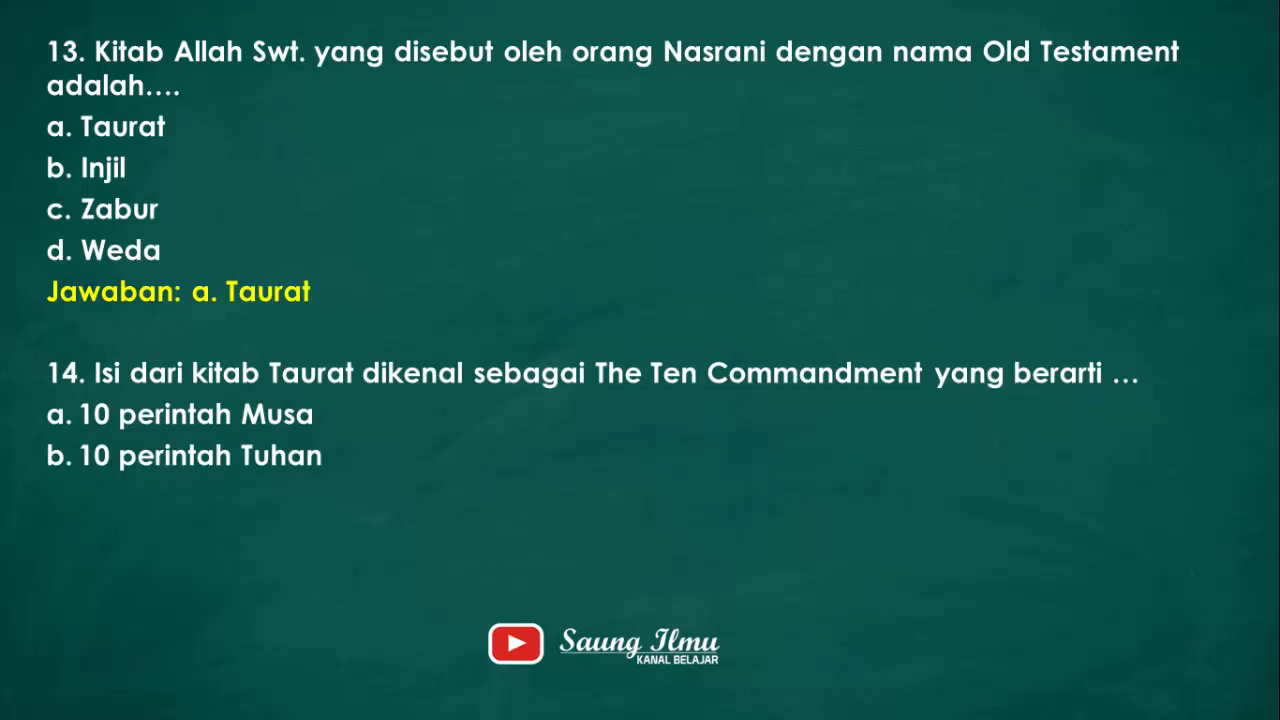 13. Kitab Allah Swt. yang disebut oleh orang Nasrani dengan nama Old Testament
adalah....
a. Taurat
b. Injil
c. Zabur
d. Weda
Jawaban: a. Taurat
14. Isi dari kitab Taurat dikenal sebagai The Ten Commandment yang berarti ...
a. 10 perintah Musa
b. 10 perintah Tuhan
Saung Ilmu
KANAL BELAJAR